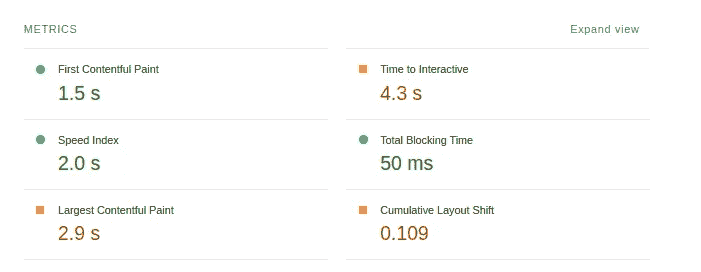 METRICS
Expand view
First Contentful Paint
1.5 s
Time to Interactive
4.3 s
Speed Index
2.0 s
Total Blocking Time
50 ms
Largest Contentful Paint
2.9 s
Cumulative Layout Shift
0.109